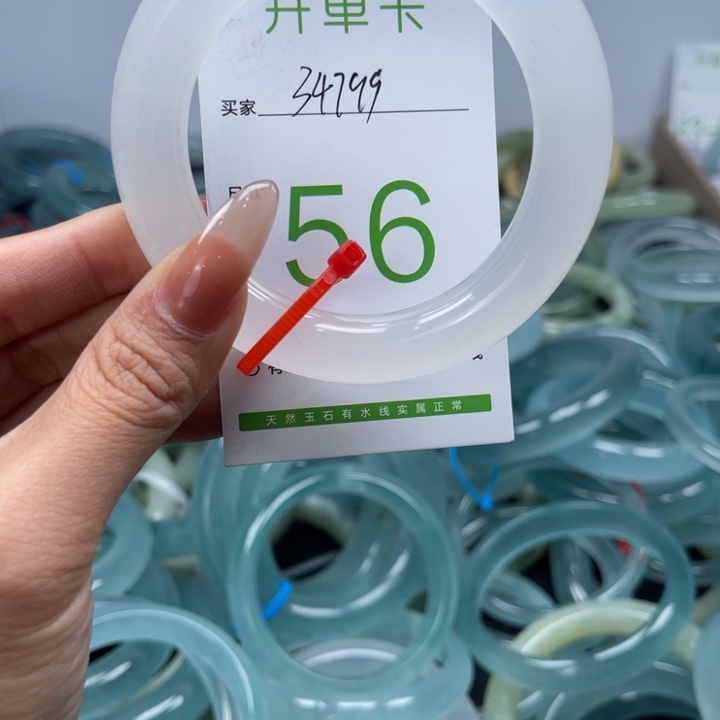 开单卡
买家 34799
56
天然玉石有水线实属正常